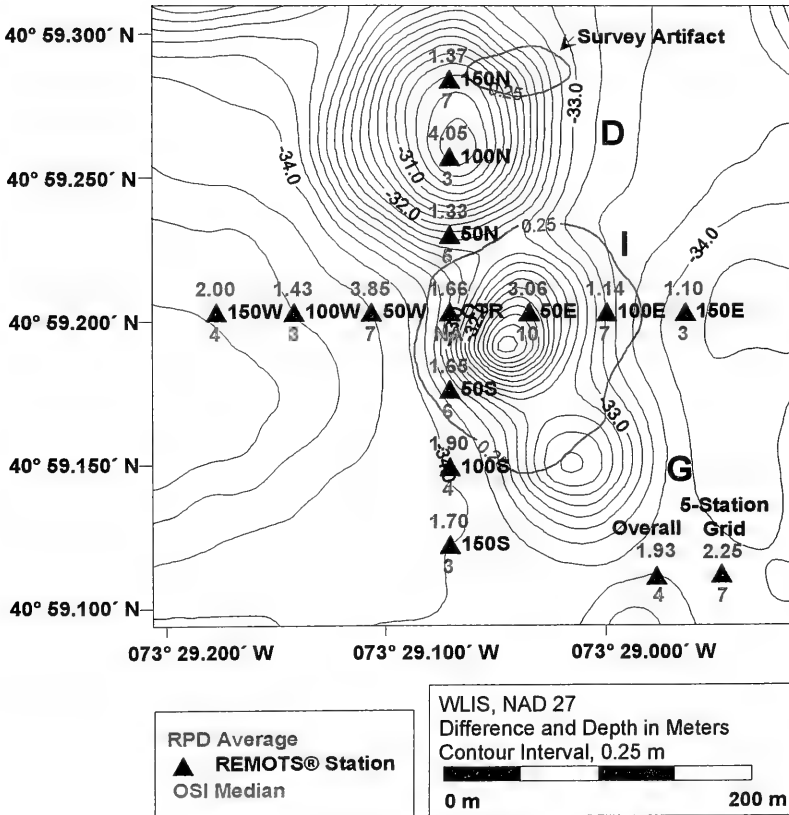 40° 59.300´ N
Survey Artifact
1.37
150N
7
0.25
-33.0
D
4.05
100N
3
-34.0
-31.0
40° 59.250´ N
-32.0
1.33
50N
6
0.25
I
-34.0
2.00
150W
4
1.43
100W
3
3.85
50W
7
1.66
CTR
NA
3.06
50E
10
1.14
100E
7
1.10
150E
3
40° 59.200´ N
1.65
50S
6
-33.0
1.90
100S
4
-0.25
G
40° 59.150´ N
1.70
150S
3
Overall
1.93
4
5-Station
Grid
2.25
7
40° 59.100´ N
073° 29.200´ W
073° 29.100´ W
073° 29.000´ W
RPD Average
REMOTS® Station
OSI Median
WLIS, NAD 27
Difference and Depth in Meters
Contour Interval, 0.25 m
0 m
200 m